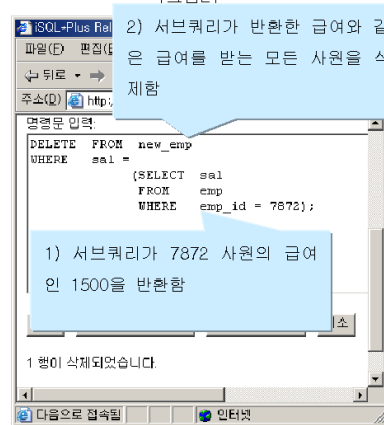 iSQL*Plus Rel
파일(F) 편집(E
뒤로
주소(D) http:/
2) 서브쿼리가 반환한 급여와 같
은 급여를 받는 모든 사원을 삭
제함
명령문 입력:
DELETE FROM new_emp
WHERE sal =
(SELECT sal
FROM emp
WHERE emp_id = 7872);
1) 서브쿼리가 7872 사원의 급여
인 1500을 반환함
소
1 행이 삭제되었습니다.
다음으로 접속됨 인터넷